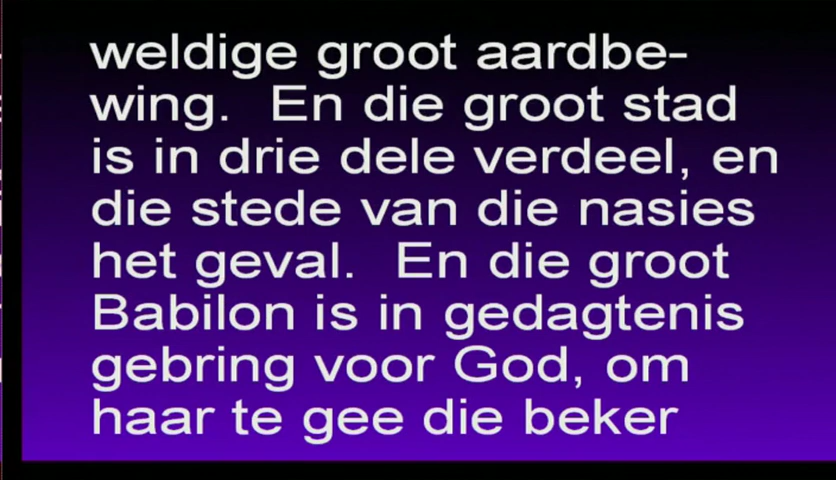 weldige groot aardbe-
wing.  En die groot stad
is in drie dele verdeel, en
die stede van die nasies
het geval.  En die groot
Babilon is in gedagtenis
gebring voor God, om
haar te gee die beker